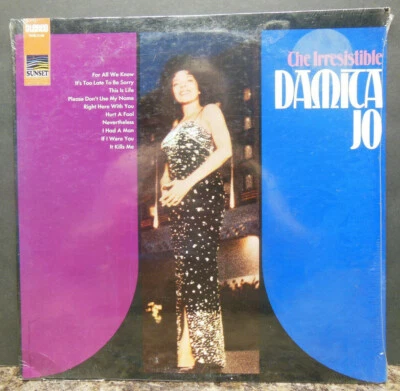 SUNSET
For All We Know
It's Too Late To Be Sorry
This Is Life
Please Don't Use My Name
Right Here With You
Hurt A Fool
Nevertheless
I Had A Man
If I Were You
It Kills Me
The Irresistible
DAMITA
JO